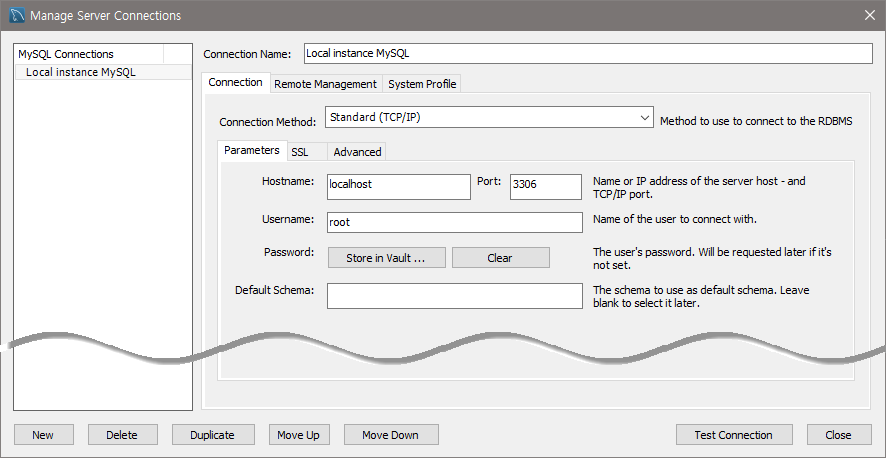 Manage Server Connections
MySQL Connections
Local instance MySQL
Connection Name: Local instance MySQL
Connection Remote Management System Profile
Connection Method: Standard (TCP/IP) Method to use to connect to the RDBMS
Parameters SSL Advanced
Hostname: localhost Port: 3306 Name or IP address of the server host - and
TCP/IP port.
Username: root Name of the user to connect with.
Password: Store in Vault ... Clear The user's password. Will be requested later if it's
not set.
Default Schema: The schema to use as default schema. Leave
blank to select it later.
New Delete Duplicate Move Up Move Down Test Connection Close